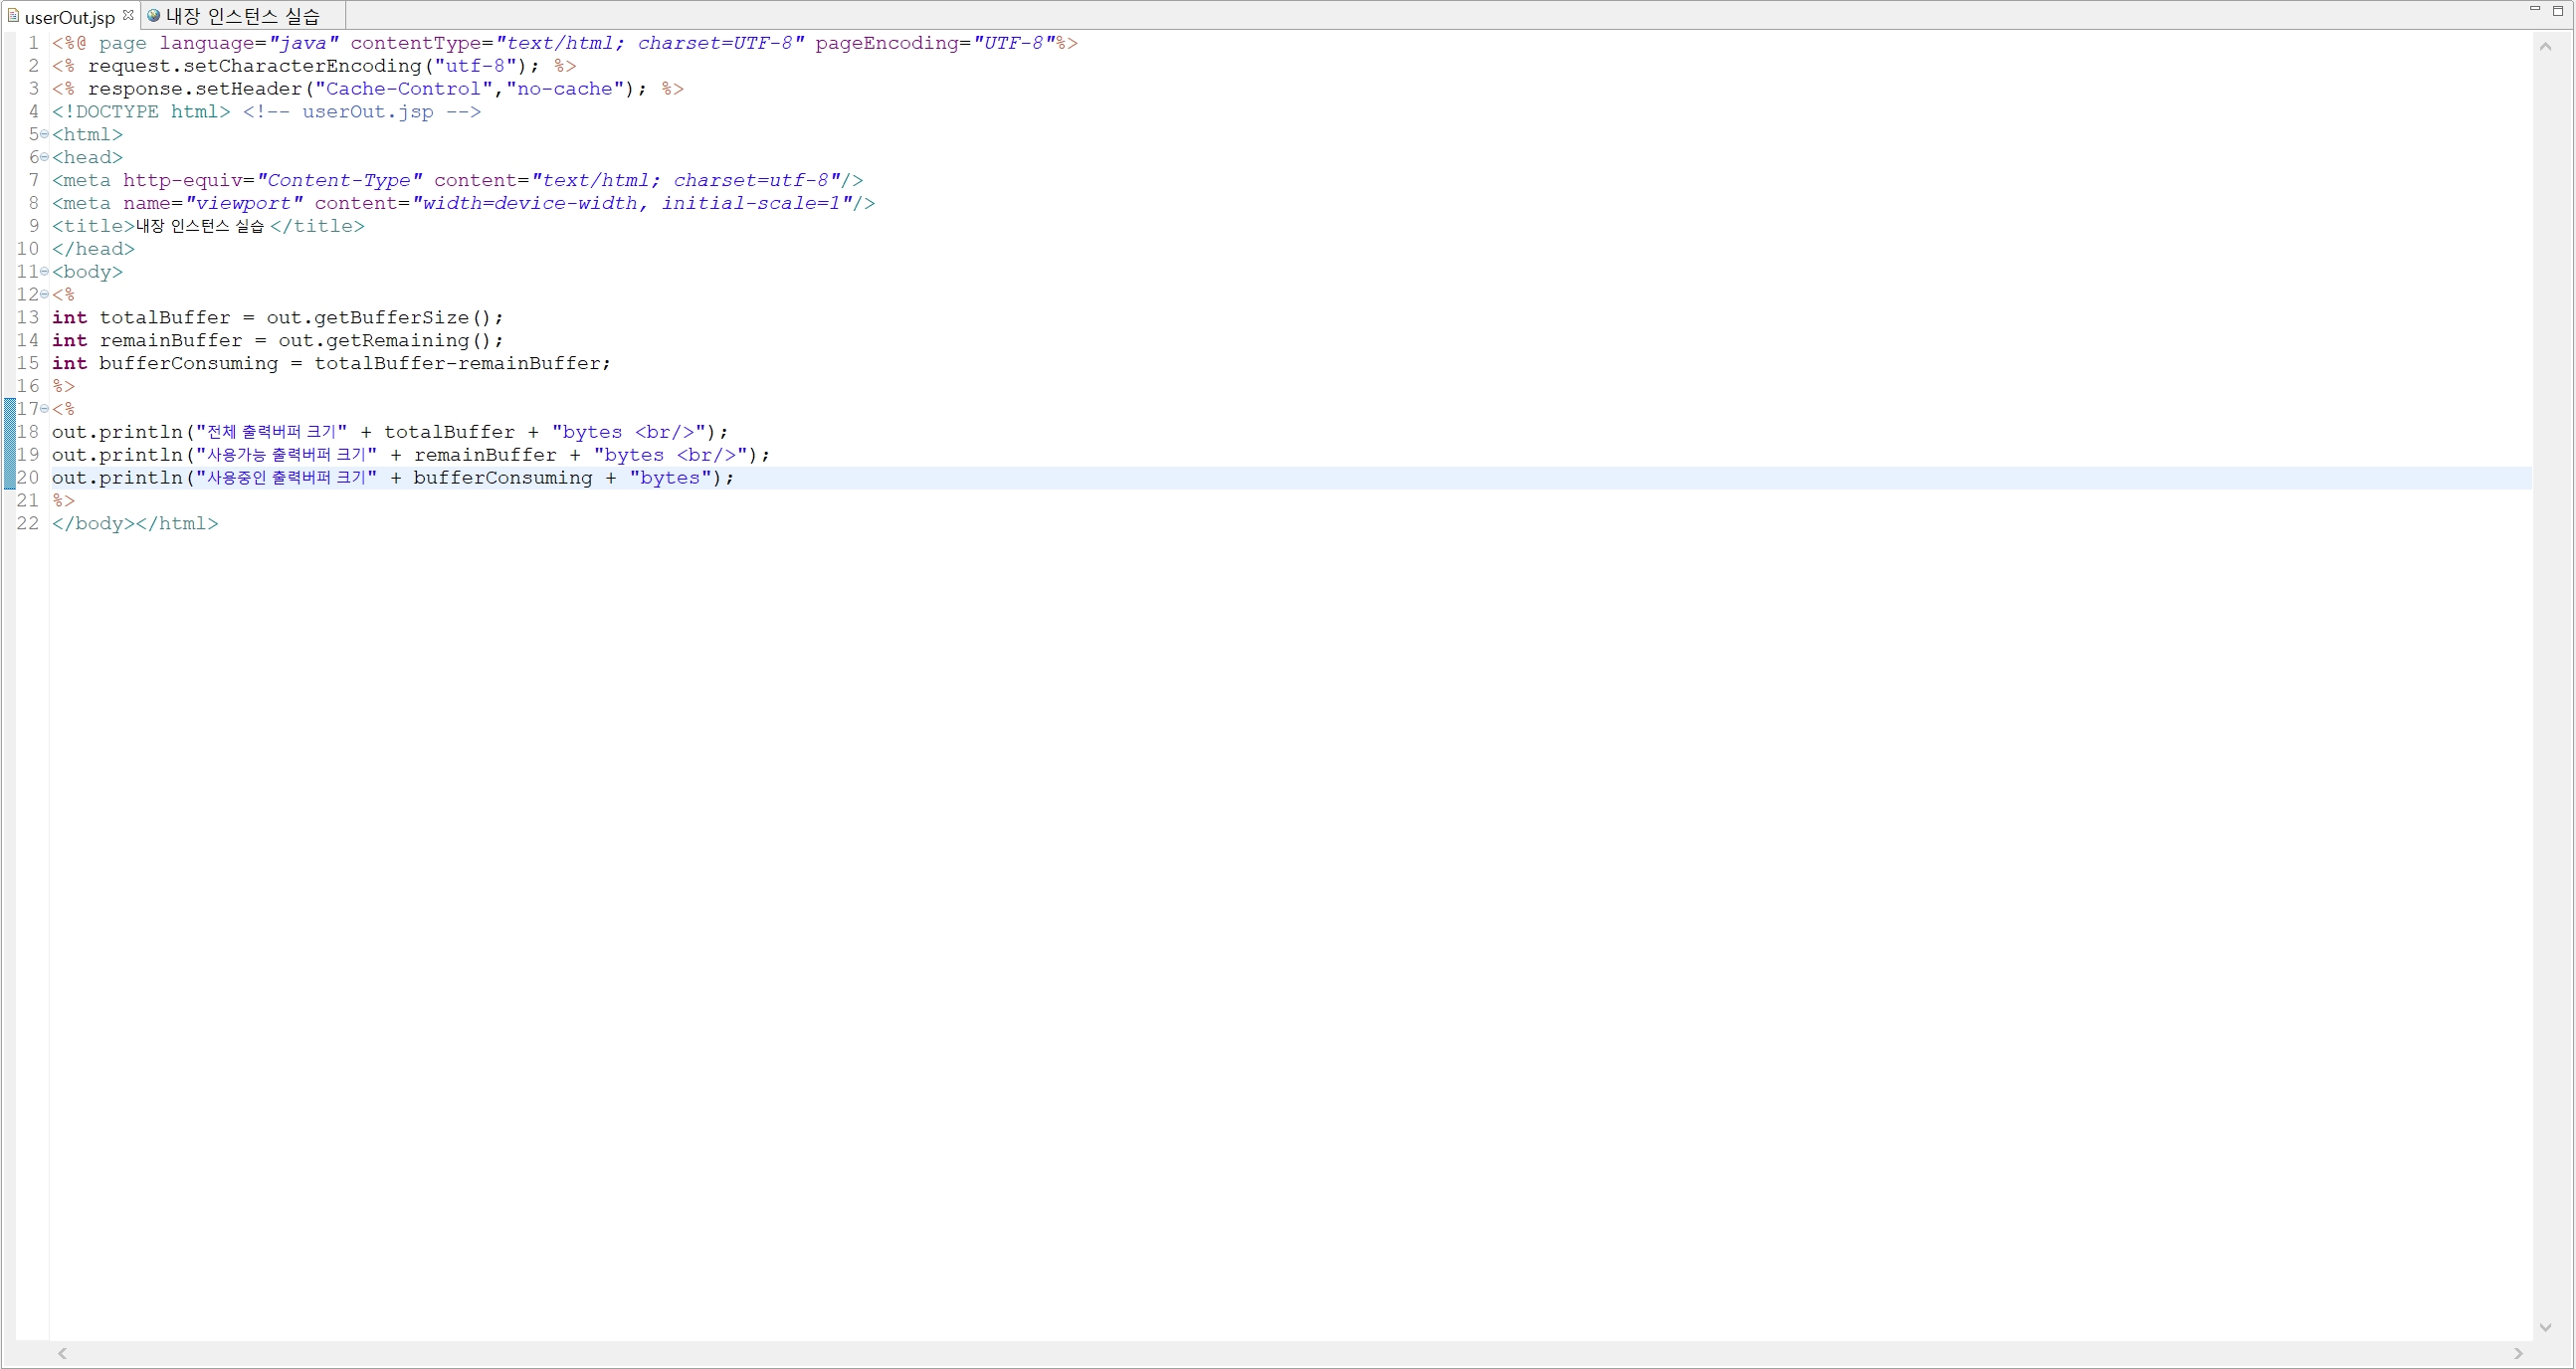 userOut.jsp 내장 인스턴스 실습
1 <%@ page language="java" contentType="text/html; charset=UTF-8" pageEncoding="UTF-8"%>
2 <% request.setCharacterEncoding("utf-8"); %>
3 <% response.setHeader("Cache-Control","no-cache"); %>
4 <!DOCTYPE html> <!-- userOut.jsp -->
5 <html>
6 <head>
7 <meta http-equiv="Content-Type" content="text/html; charset=utf-8"/>
8 <meta name="viewport" content="width=device-width, initial-scale=1"/>
9 <title>내장 인스턴스 실습 </title>
10 </head>
11 <body>
12 <%
13 int totalBuffer = out.getBufferSize();
14 int remainBuffer = out.getRemaining();
15 int bufferConsuming = totalBuffer-remainBuffer;
16 %>
17 <%
18 out.println("전체 출력버퍼 크기" + totalBuffer + "bytes <br/>");
19 out.println("사용가능 출력버퍼 크기" + remainBuffer + "bytes <br/>");
20 out.println("사용중인 출력버퍼 크기" + bufferConsuming + "bytes");
21 %>
22 </body></html>